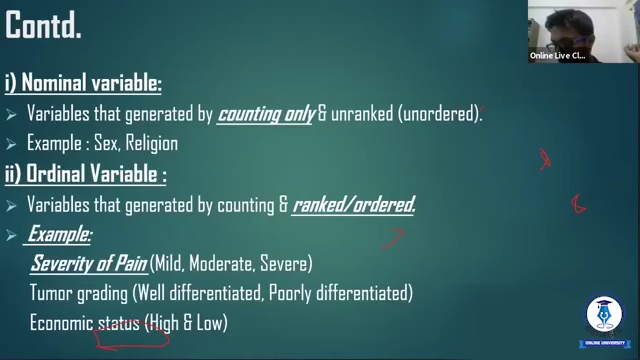 Contd.
Online Live Cl...
i) Nominal variable:
Variables that generated by counting only & unranked (unordered).
Example : Sex, Religion
ii) Ordinal Variable :
Variables that generated by counting & ranked/ordered.
Example:
Severity of Pain (Mild, Moderate, Severe)
Tumor grading (Well differentiated, Poorly differentiated)
Economic status (High & Low)
ONLINE UNIVERSITY